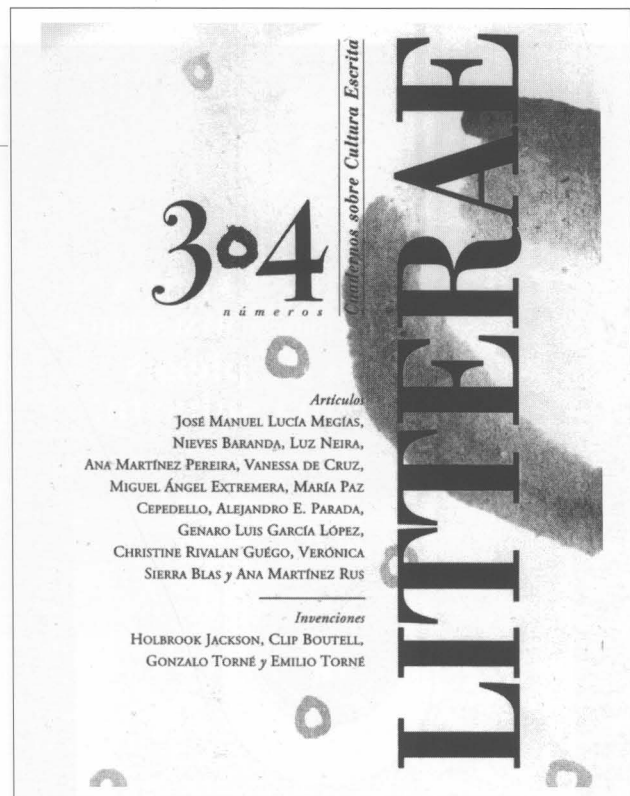 LITTERAE
Cuadernos sobre Cultura Escrita
3 4
números
Artículos
JOSÉ MANUEL LUCÍA MEGÍAS,
NIEVES BARANDA, LUZ NEIRA,
ANA MARTÍNEZ PEREIRA, VANESSA DE CRUZ,
MIGUEL ÁNGEL EXTREMERA, MARÍA PAZ
CEPEDELLO, ALEJANDRO E. PARADA,
GENARO LUIS GARCÍA LÓPEZ,
CHRISTINE RIVALAN GUÉGO, VERÓNICA
SIERRA BLAS y ANA MARTÍNEZ RUS
Invenciones
HOLBROOK JACKSON, CLIP BOUTELL,
GONZALO TORNÉ y EMILIO TORNÉ